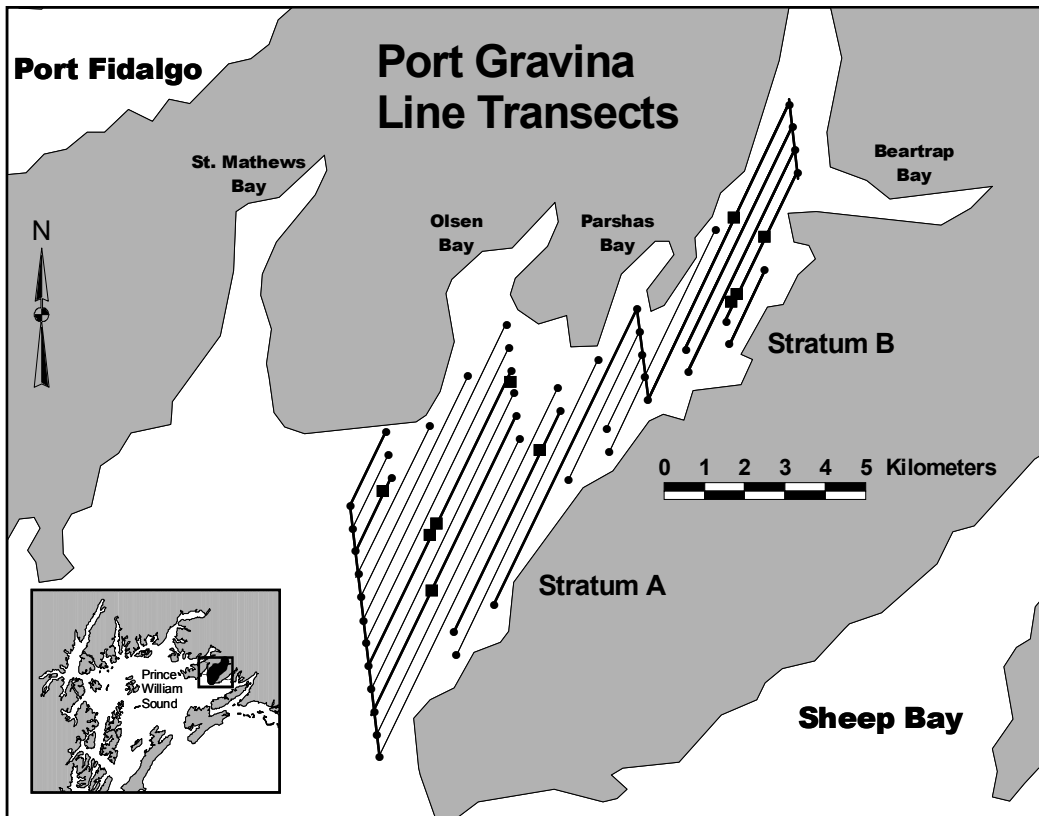 Port Fidalgo
Port Gravina
Line Transects
St. Mathews
Bay
Beartrap
Bay
Olsen
Bay
Parshas
Bay
N
Stratum B
0 1 2 3 4 5 Kilometers
Stratum A
Prince
William
Sound
Sheep Bay